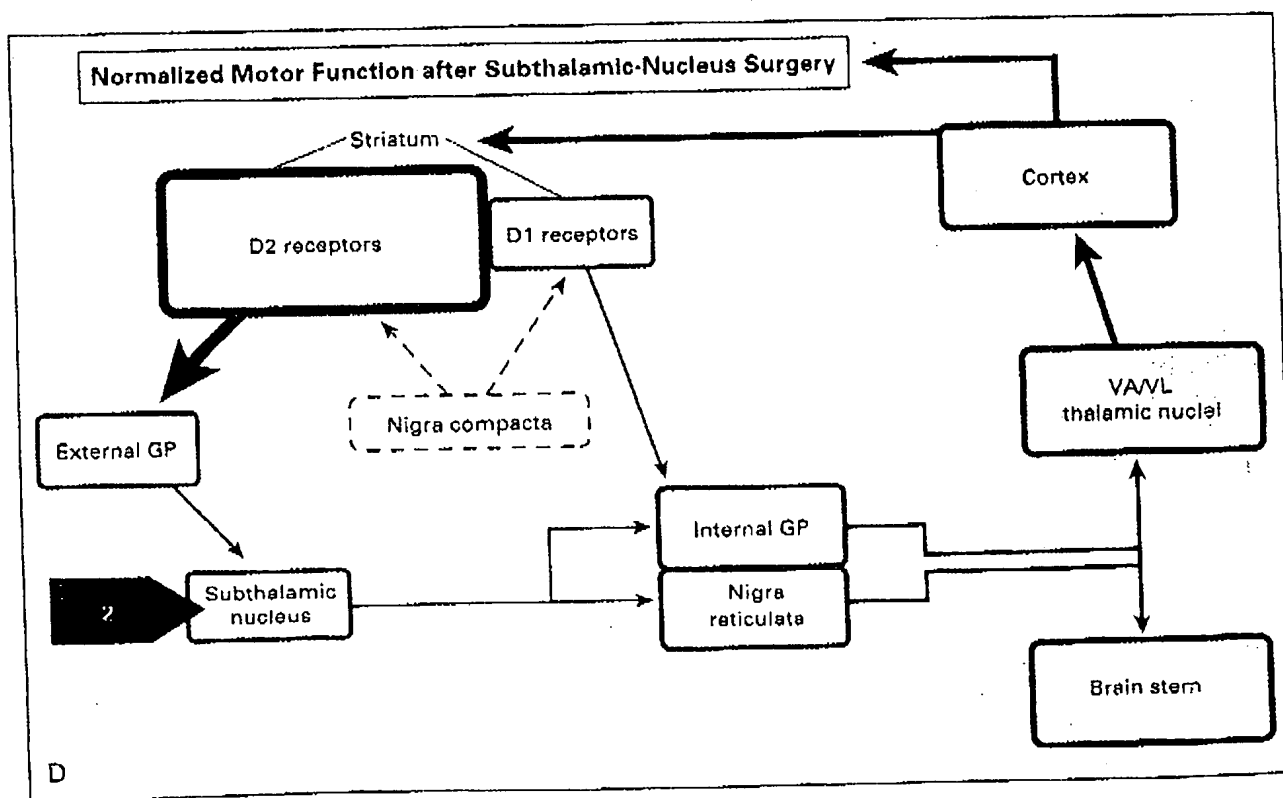 Normalized Motor Function after Subthalamic-Nucleus Surgery
Striatum
Cortex
D2 receptors
D1 receptors
VA/VL
thalamic nuclei
Nigra compacta
External GP
Internal GP
Subthalamic
nucleus
2
Nigra
reticulata
Brain stem
D